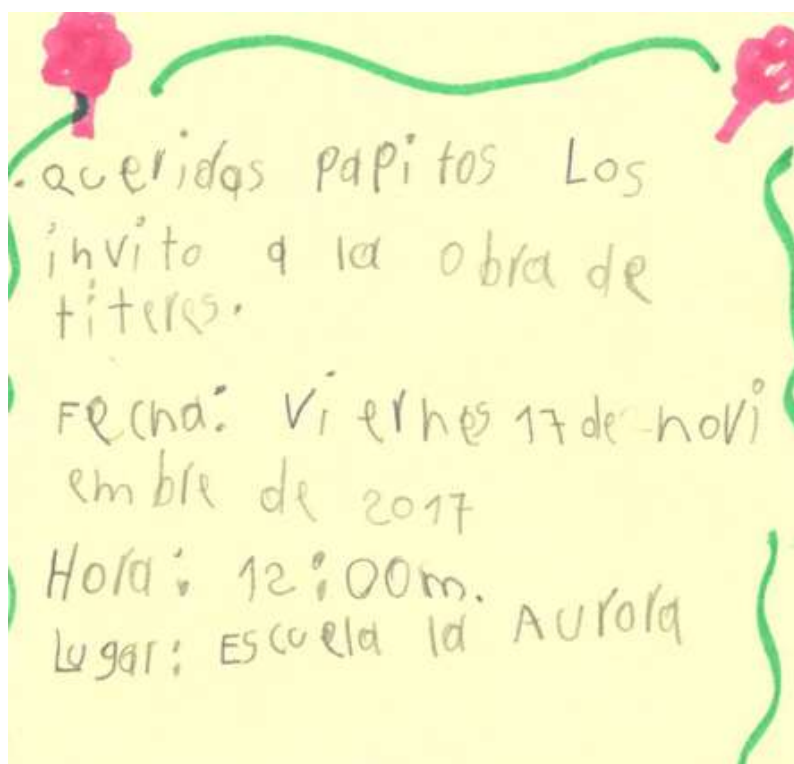 .queridos papitos Los
invito a la obra de
títeres.
Fecha: Viernes 17 de novi
embre de 2017
Hora: 12:00m.
Lugar: Escuela la Aurora